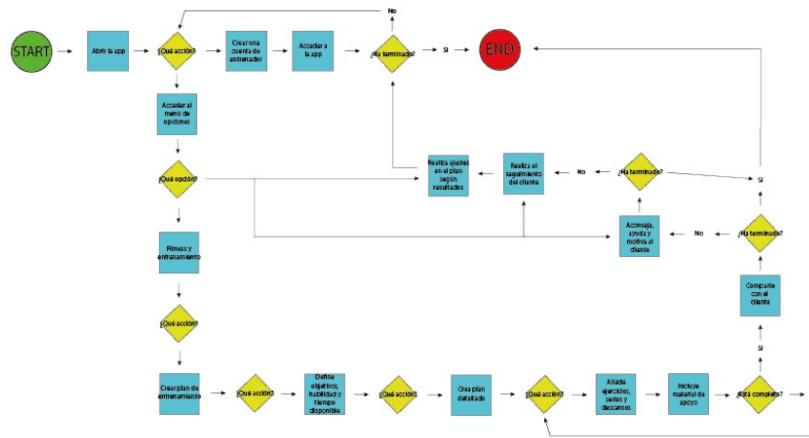 No
START
Abrir la app
¿Qué acción?
Crear una
cuenta de
entrenador
Acceder a
la app
¿Ha terminado?
SI
END
Acceder al
menú de
opciones
¿Qué opción?
Realiza ajustes
en el plan
según
resultados
Realiza el
seguimiento
del cliente
No
¿Ha terminado?
SI
Fitness y
entrenamiento
Aconseja,
ayuda y
motiva al
cliente
No
¿Ha terminado?
Comparte
con el
cliente
¿Qué acción?
SI
Crear plan de
entrenamiento
¿Qué acción?
Define
objetivos,
habilidad y
tiempo
disponible
¿Qué acción?
Crea plan
detallado
¿Qué acción?
Añade
ejercicios,
series y
descansos
Incluye
material de
apoyo
¿Está completo?